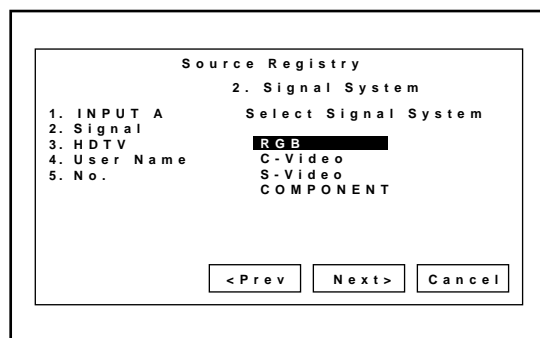 Source Registry
2. Signal System
1. INPUT A
2. Signal
3. HDTV
4. User Name
5. No.
Select Signal System
RGB
C-Video
S-Video
COMPONENT
<Prev
Next>
Cancel